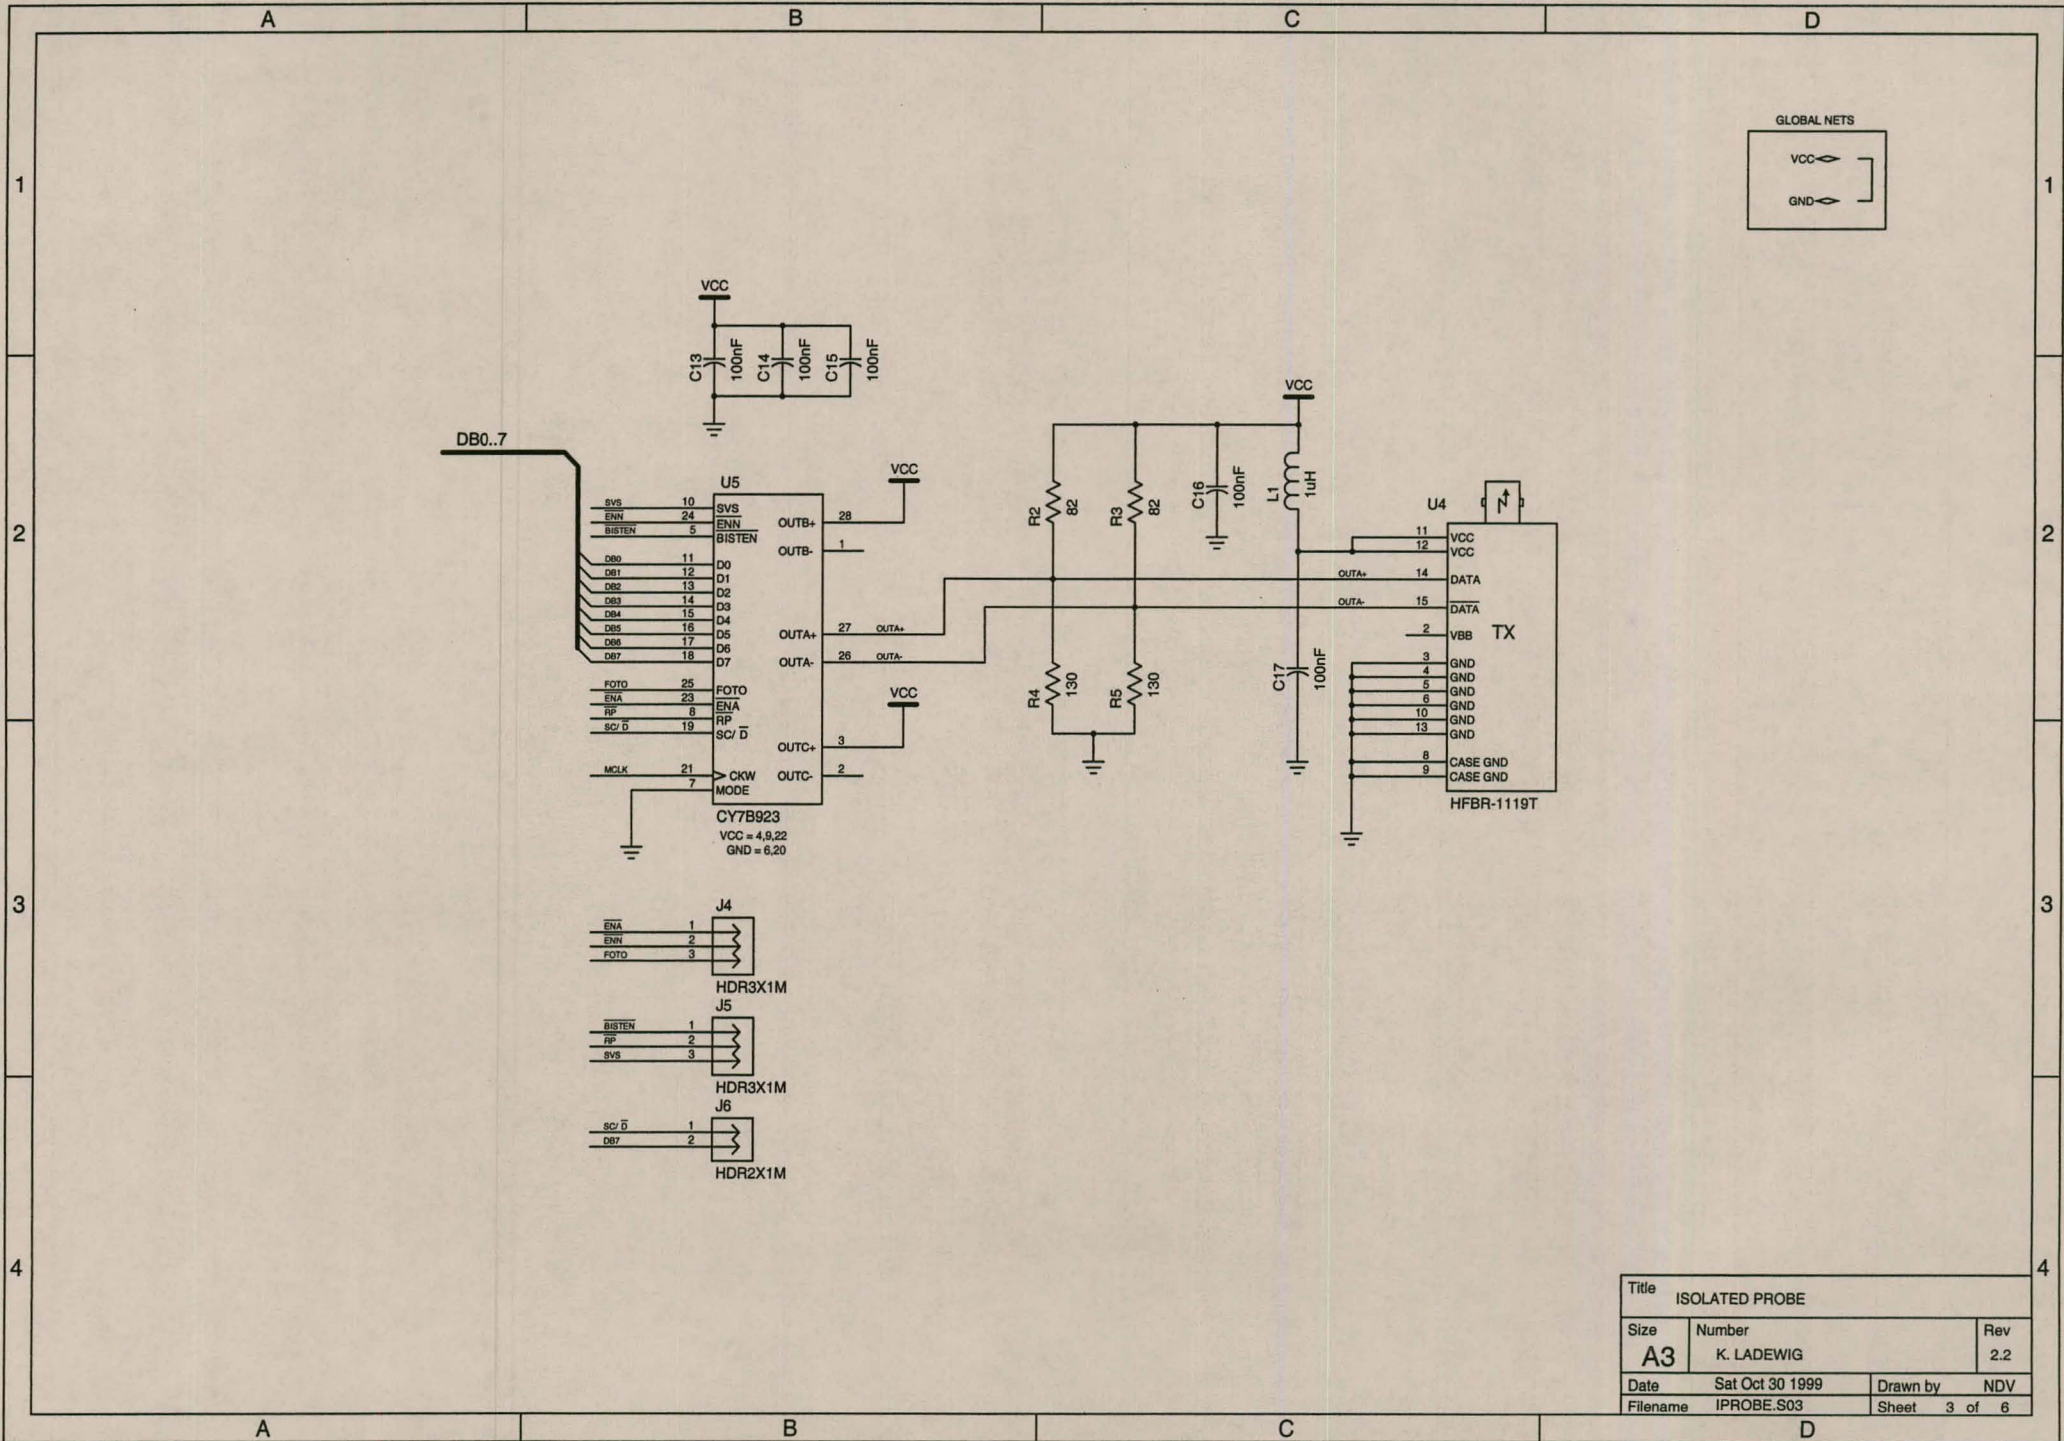 A B C D
GLOBAL NETS
VCC
GND
1 1
VCC
C13 100nF C14 100nF C15 100nF
VCC
DB0..7
VCC
U5
SVS 10 SVS
ENN 24 ENN
BISTEN 5 BISTEN
DB0 11 D0
DB1 12 D1
DB2 13 D2
DB3 14 D3
DB4 15 D4
DB5 16 D5
DB6 17 D6
DB7 18 D7
FOTO 25 FOTO
ENA 23 ENA
RP 8 RP
SC/ D 19 SC/ D
MCLK 21 CKW
7 MODE
OUTB+ 28
OUTB- 1
OUTA+ 27 OUTA+
OUTA- 26 OUTA-
VCC
OUTC+ 3
OUTC- 2
CY7B923
VCC = 4,9,22
GND = 6,20
R2 82 R3 82 C16 100nF L1 1uH
R4 130 R5 130 C17 100nF
2 2
U4
11 VCC
12 VCC
OUTA+ 14 DATA
OUTA- 15 DATA
2 VBB TX
3 GND
4 GND
5 GND
6 GND
10 GND
13 GND
8 CASE GND
9 CASE GND
HFBR-1119T
3 3
J4
ENA 1
ENN 2
FOTO 3
HDR3X1M
J5
BISTEN 1
RP 2
SVS 3
HDR3X1M
J6
SC/ D 1
DB7 2
HDR2X1M
4 4
Title ISOLATED PROBE
Size Number Rev
A3 K. LADEWIG 2.2
Date Sat Oct 30 1999 Drawn by NDV
Filename IPROBE.S03 Sheet 3 of 6
A B C D